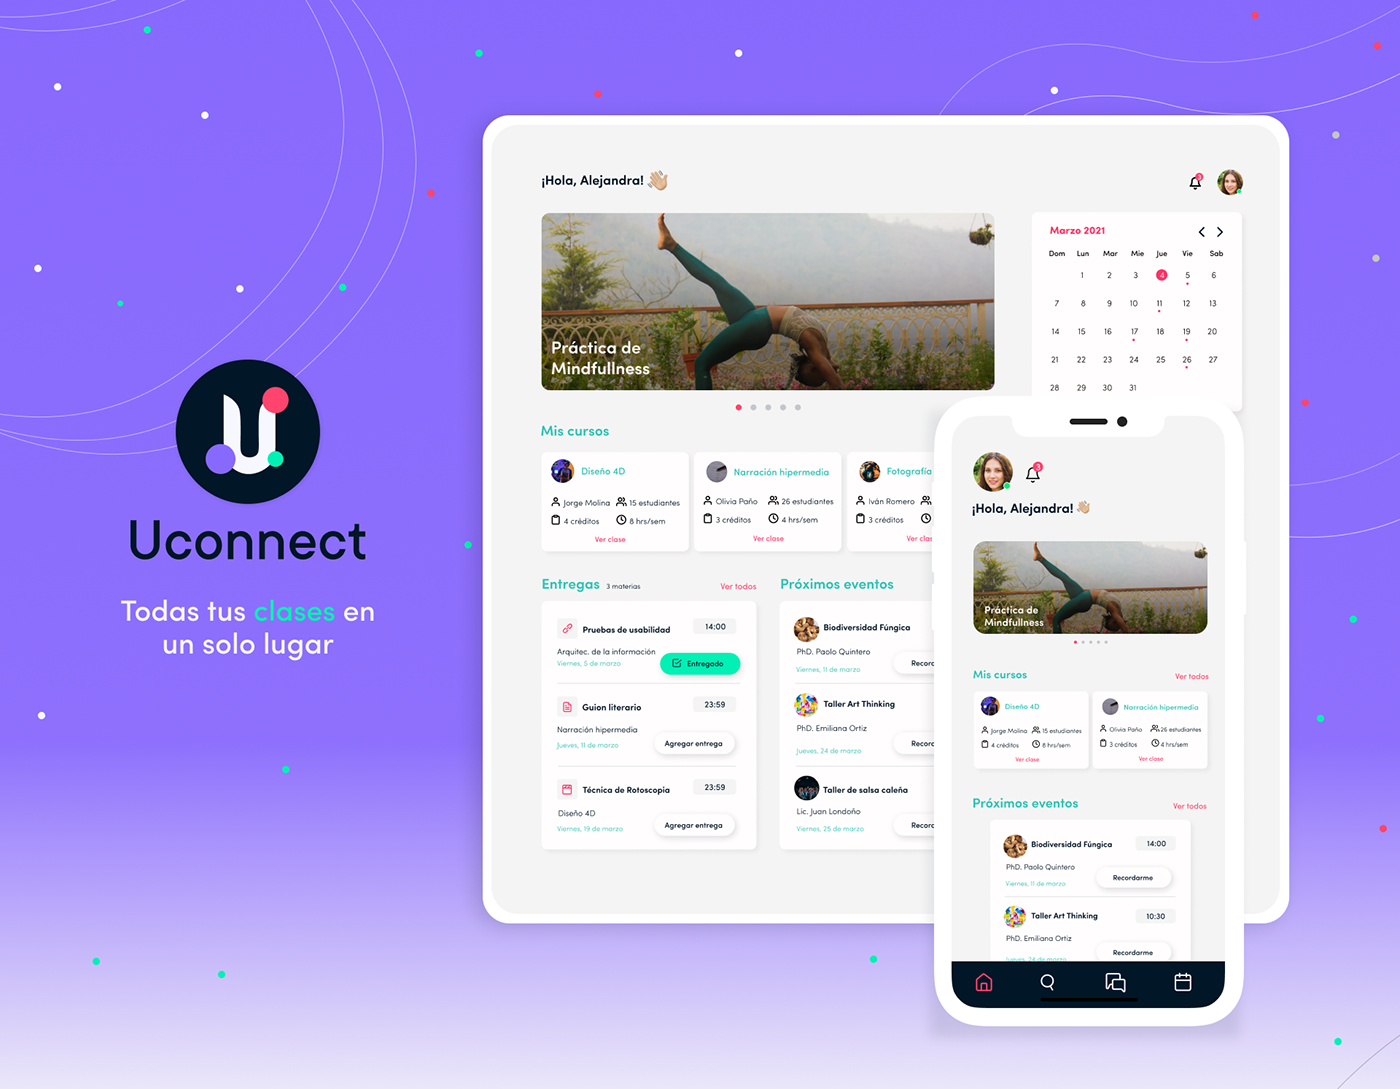 Uconnect
Todas tus clases en
un solo lugar
¡Hola, Alejandra!
3
Práctica de
Mindfullness
Marzo 2021
Dom Lun Mar Mie Jue Vie Sab
1 2 3 4 5 6
7 8 9 10 11 12 13
14 15 16 17 18 19 20
21 22 23 24 25 26 27
28 29 30 31
Mis cursos
Diseño 4D
Jorge Molina 15 estudiantes
4 créditos 8 hrs/sem
Ver clase
Narración hipermedia
Olivia Paño 26 estudiantes
3 créditos 4 hrs/sem
Ver clase
Fotografía
Iván Romero
3 créditos
Ver clas
Entregas 3 materias Ver todos
Pruebas de usabilidad 14:00
Arquitec. de la información
Viernes, 5 de marzo Entregado
Guion literario 23:59
Narración hipermedia
Jueves, 11 de marzo Agregar entrega
Técnica de Rotoscopia 23:59
Diseño 4D
Viernes, 19 de marzo Agregar entrega
Próximos eventos
Biodiversidad Fúngica
PhD. Paolo Quintero
Viernes, 11 de marzo Recor
Taller Art Thinking
PhD. Emiliana Ortiz
Jueves, 24 de marzo Recor
Taller de salsa caleña
Lic. Juan Londoño
Viernes, 25 de marzo Recor
3
¡Hola, Alejandra!
Práctica de
Mindfullness
Mis cursos Ver todos
Diseño 4D
Jorge Molina 15 estudiantes
4 créditos 8 hrs/sem
Ver clase
Narración hipermedia
Olivia Paño 26 estudiantes
3 créditos 4 hrs/sem
Ver clase
Próximos eventos Ver todos
Biodiversidad Fúngica 14:00
PhD. Paolo Quintero
Viernes, 11 de marzo Recordarme
Taller Art Thinking 10:30
PhD. Emiliana Ortiz
Jueves, 24 de marzo Recordarme